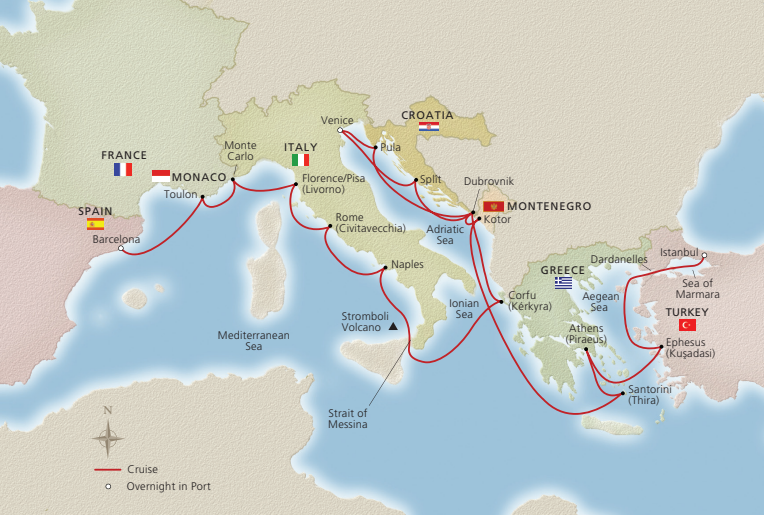 Venice
CROATIA
Monte
Carlo
ITALY
Pula
FRANCE
MONACO
Florence/Pisa
(Livorno)
Split
Dubrovnik
Toulon
MONTENEGRO
SPAIN
Rome
(Civitavecchia)
Kotor
Barcelona
Adriatic
Sea
Naples
Istanbul
Dardanelles
GREECE
Sea of
Marmara
Ionian
Sea
Corfu
(Kérkyra)
Aegean
Sea
Stromboli
Volcano
TURKEY
Mediterranean
Sea
Athens
(Piraeus)
Ephesus
(Kuşadasi)
Santorini
(Thira)
Strait of
Messina
N
Cruise
Overnight in Port